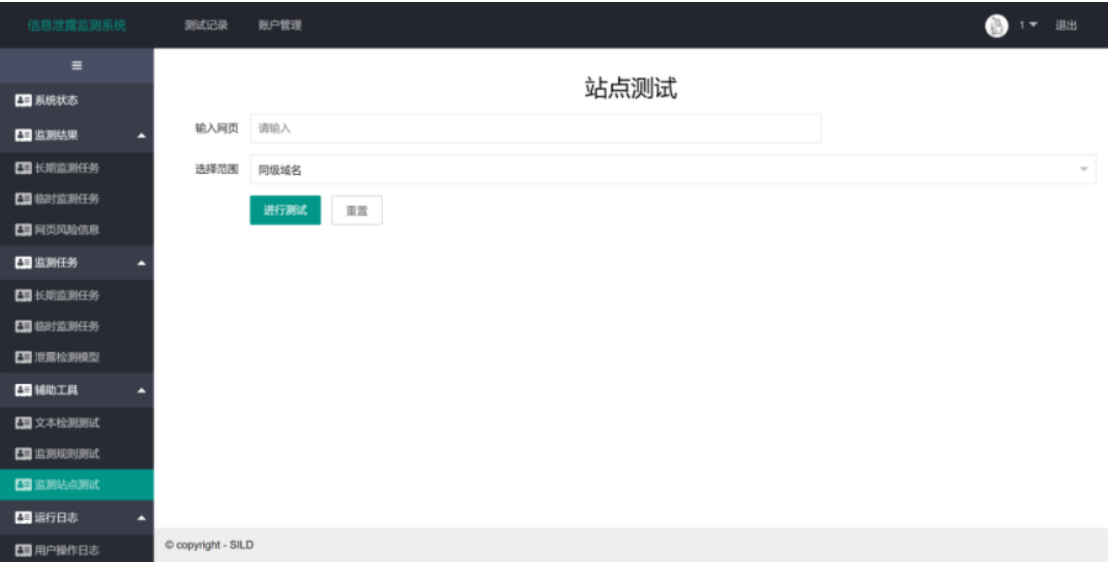 信息泄露监测系统 测试记录 账户管理 1 退出
系统状态
监测结果
长期监测任务
临时监测任务
网页风险信息
监测任务
长期监测任务
临时监测任务
泄露检测模型
辅助工具
文本检测测试
监测规则测试
监测站点测试
运行日志
用户操作日志
站点测试
输入网页 请输入
选择范围 同级域名
进行测试 重置
© copyright - SILD